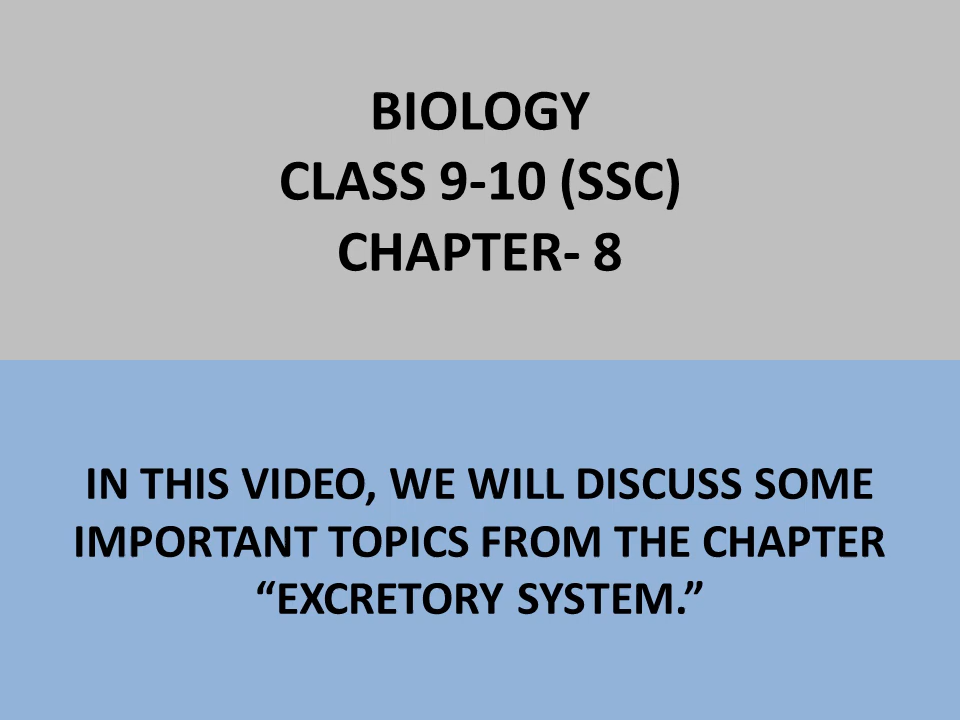 BIOLOGY
CLASS 9-10 (SSC)
CHAPTER- 8
IN THIS VIDEO, WE WILL DISCUSS SOME
IMPORTANT TOPICS FROM THE CHAPTER
“EXCRETORY SYSTEM.”